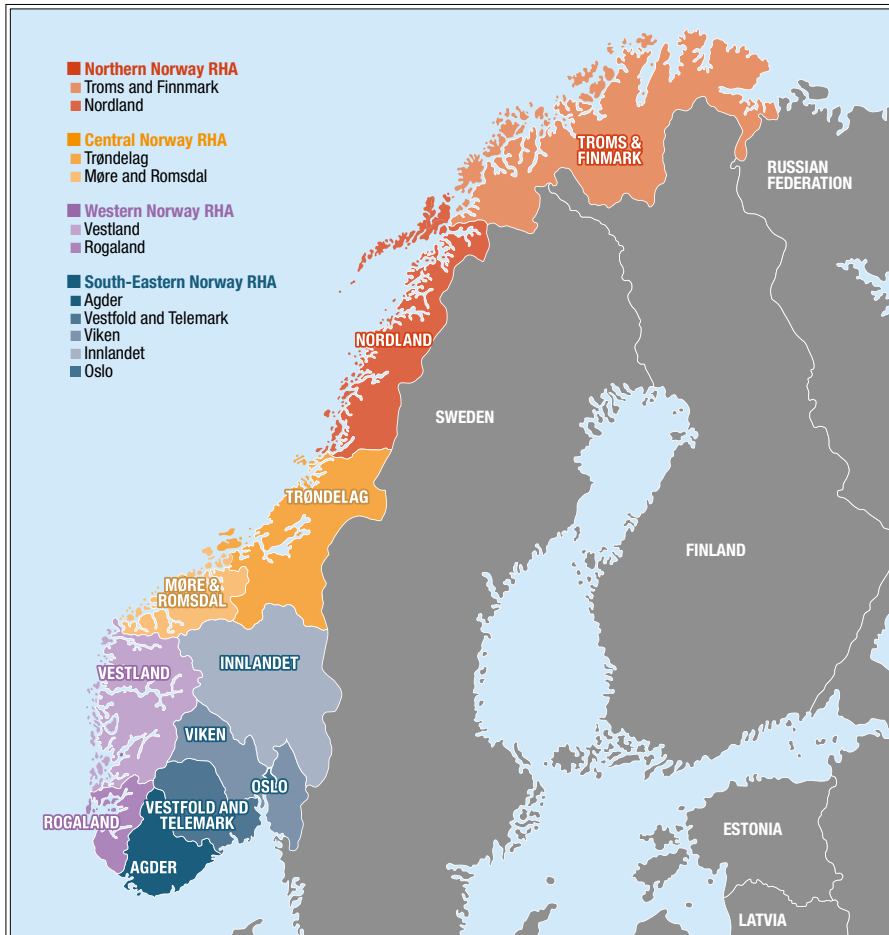 Northern Norway RHA
Troms and Finnmark
Nordland
Central Norway RHA
Trøndelag
Møre and Romsdal
Western Norway RHA
Vestland
Rogaland
South-Eastern Norway RHA
Agder
Vestfold and Telemark
Viken
Innlandet
Oslo
TROMS &
FINMARK
RUSSIAN
FEDERATION
NORDLAND
SWEDEN
TRØNDELAG
FINLAND
MØRE &
ROMSDAL
INNLANDET
VESTLAND
VIKEN
OSLO
VESTFOLD AND
TELEMARK
ROGALAND
ESTONIA
AGDER
LATVIA